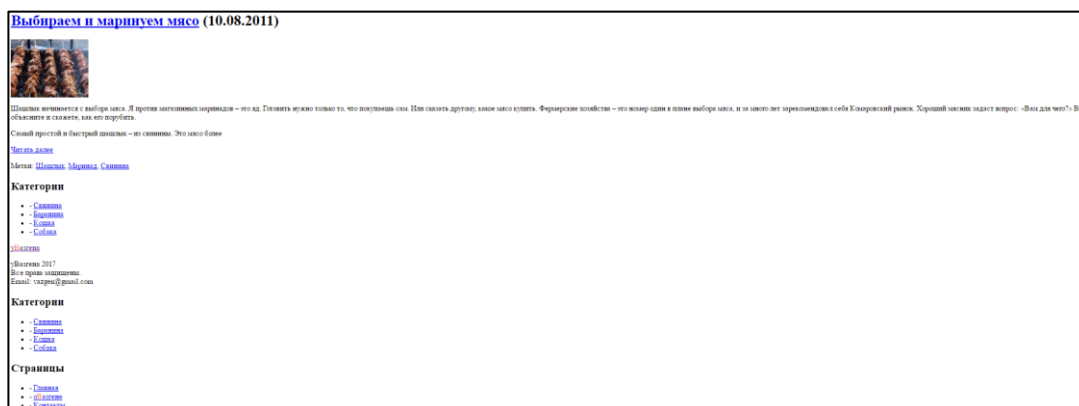 Выбираем и маринуем мясо (10.08.2011)
Шашлык начинается с выбора мяса. Я против магазинных маринадов – это яд. Готовить нужно только то, что покупаешь сам. Или сказать другому, какое мясо купить. Фермерские хозяйства – это номер один в плане выбора мяса, и за много лет зарекомендовал себя Комаровский рынок. Хороший мясник задаст вопрос: «Вам для чего?» В
объясните и скажете, как его порубить.
Самый простой и быстрый шашлык – из свинины. Это мясо более
Читать далее
Метки: Шашлык, Маринад, Свинина
Категории
- Свинина
- Баранина
- Кошка
- Собака
уВазгена
уВазгена 2017
Все права защищены.
Email: vazgen@gmail.com
Категории
- Свинина
- Баранина
- Кошка
- Собака
Страницы
- Главная
- оВазгене
- Контакты